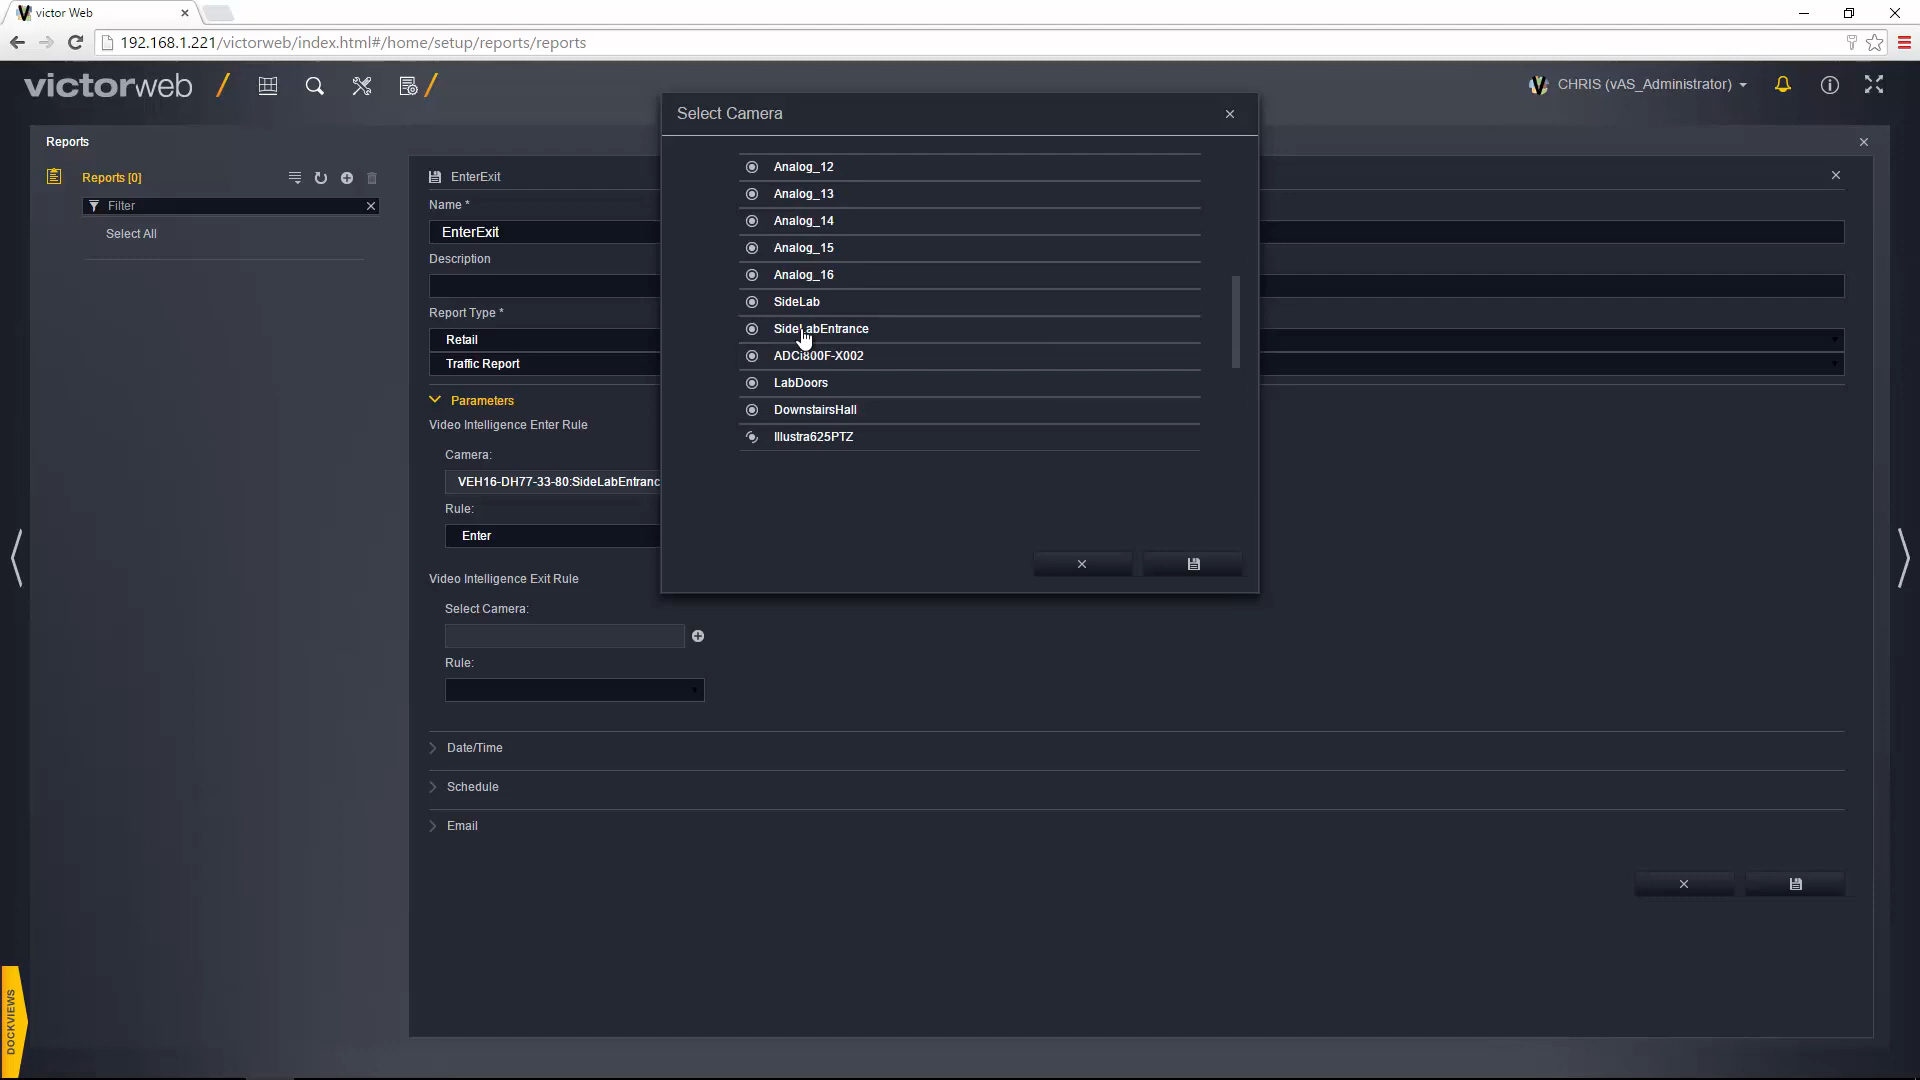 victor Web
192.168.1.221/victorweb/index.html#/home/setup/reports/reports
victorweb
CHRIS (vAS_Administrator)
Reports
Reports [0]
Filter
Select All
EnterExit
Name *
EnterExit
Description
Report Type *
Retail
Traffic Report
Parameters
Video Intelligence Enter Rule
Camera:
VEH16-DH77-33-80:SideLabEntranc
Rule:
Enter
Video Intelligence Exit Rule
Select Camera:
Rule:
Date/Time
Schedule
Email
Select Camera
Analog_12
Analog_13
Analog_14
Analog_15
Analog_16
SideLab
SideLabEntrance
ADCi800F-X002
LabDoors
DownstairsHall
Illustra625PTZ
DOCKVIEWS